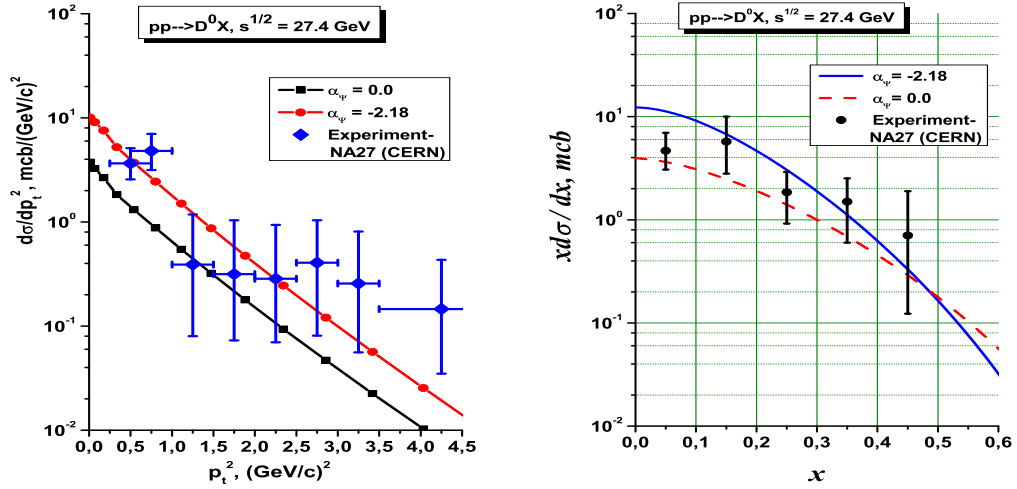 pp-->D⁰X, s^1/2 = 27.4 GeV
α_Ψ = 0.0
α_Ψ = -2.18
Experiment-
NA27 (CERN)
dσ/dp_t², mcb/(GeV/c)²
10²
10¹
10⁰
10⁻¹
10⁻²
0,0 0,5 1,0 1,5 2,0 2,5 3,0 3,5 4,0 4,5
p_t², (GeV/c)²
pp-->D⁰X, s^1/2 = 27.4 GeV
α_Ψ = -2.18
α_Ψ = 0.0
Experiment-
NA27 (CERN)
xdσ/dx, mcb
10²
10¹
10⁰
10⁻¹
10⁻²
0,0 0,1 0,2 0,3 0,4 0,5 0,6
x